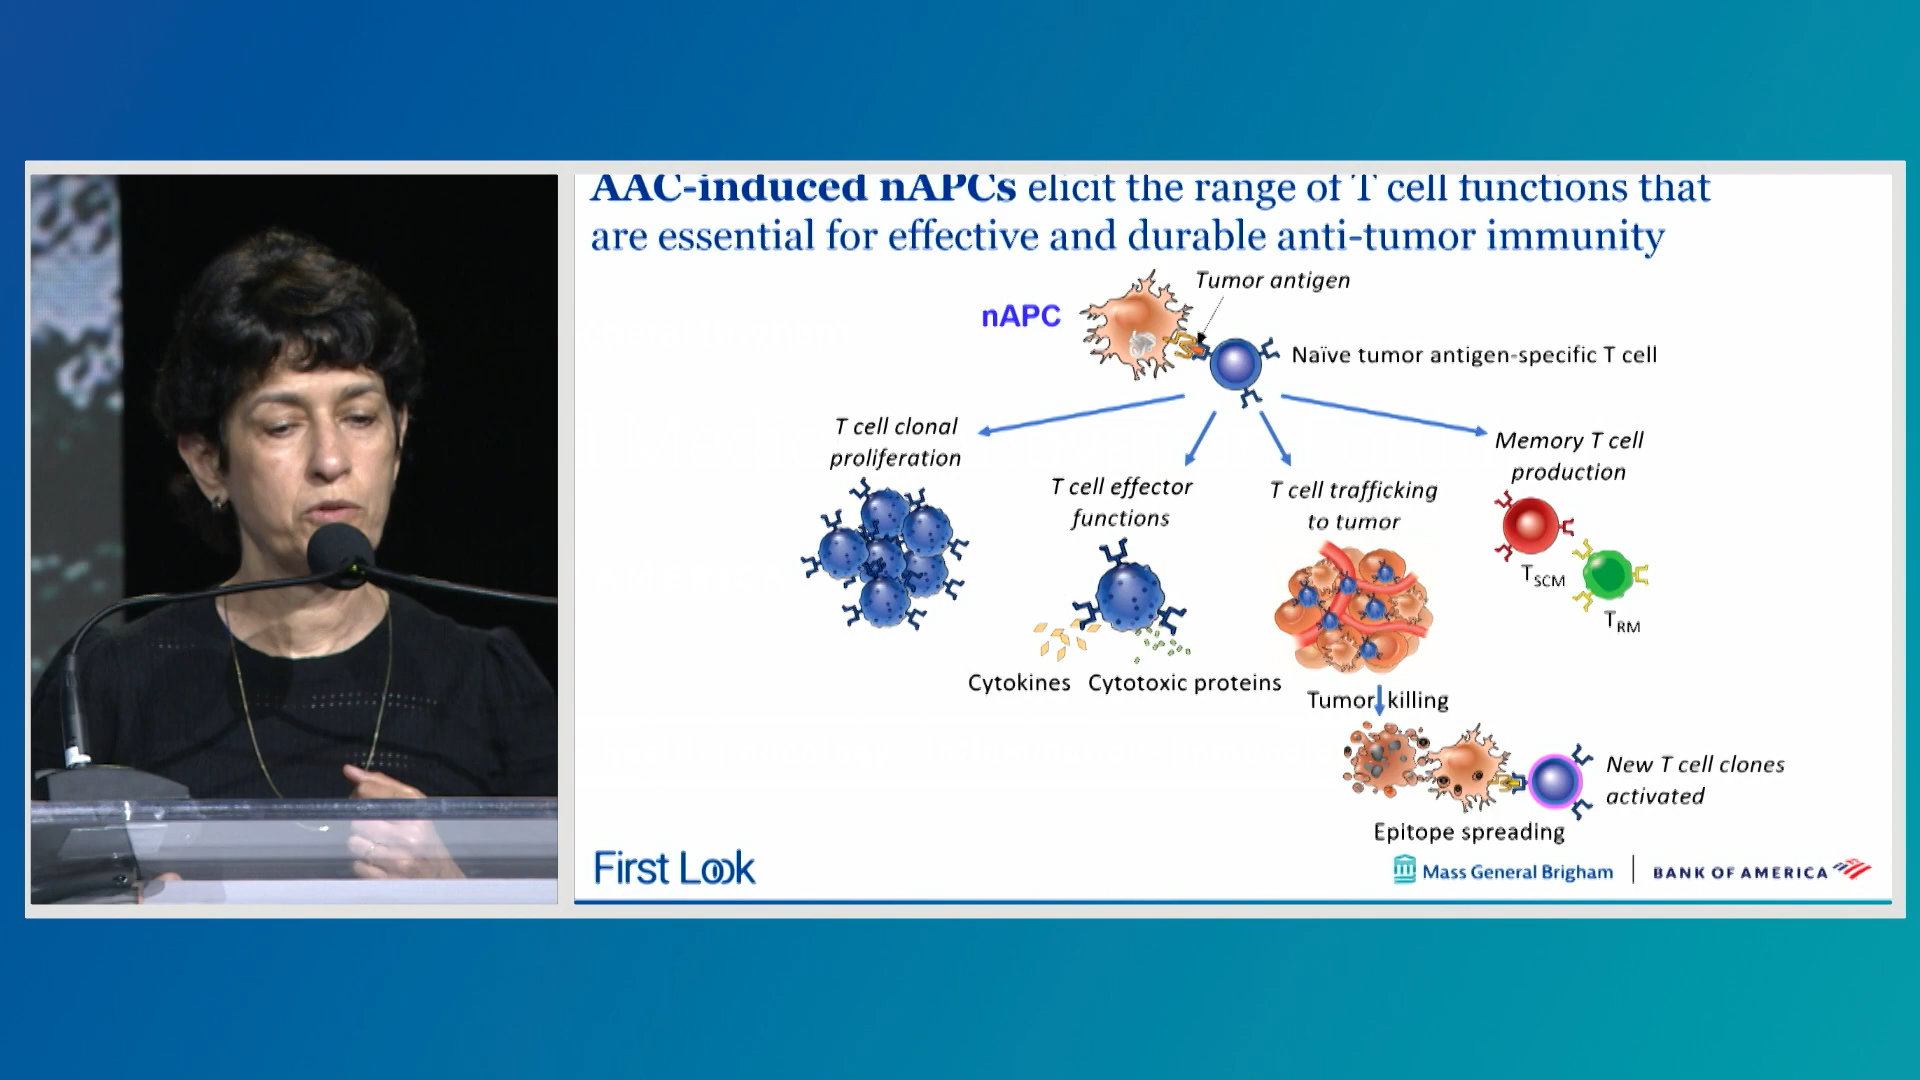 AAC-induced nAPCs elicit the range of T cell functions that
are essential for effective and durable anti-tumor immunity
Tumor antigen
nAPC
Naïve tumor antigen-specific T cell
T cell clonal
proliferation
T cell effector
functions
T cell trafficking
to tumor
Memory T cell
production
TSCM
TRM
Cytokines
Cytotoxic proteins
Tumor killing
New T cell clones
activated
Epitope spreading
First Look
Mass General Brigham
BANK OF AMERICA